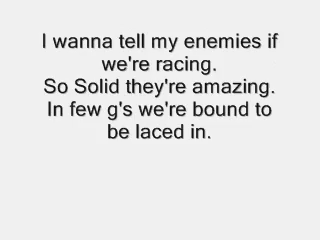 I wanna tell my enemies if
we're racing.
So Solid they're amazing.
In few g's we're bound to
be laced in.